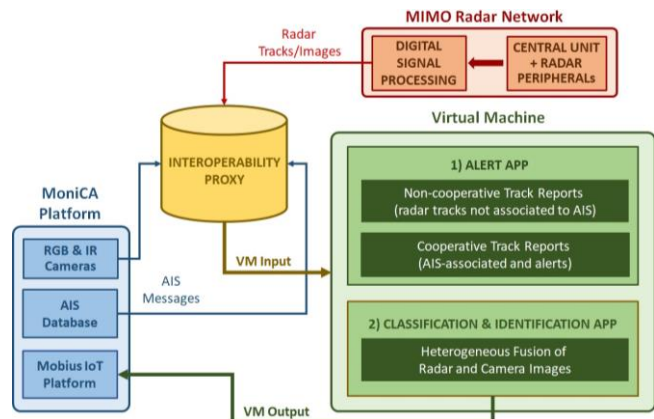 MIMO Radar Network
Radar
Tracks/Images
DIGITAL
SIGNAL
PROCESSING
CENTRAL UNIT
+ RADAR
PERIPHERALs
Virtual Machine
INTEROPERABILITY
PROXY
1) ALERT APP
Non-cooperative Track Reports
(radar tracks not associated to AIS)
Cooperative Track Reports
(AIS-associated and alerts)
MoniCA
Platform
RGB & IR
Cameras
VM Input
AIS
Messages
AIS
Database
2) CLASSIFICATION & IDENTIFICATION APP
Heterogeneous Fusion of
Radar and Camera Images
Mobius IoT
Platform
VM Output